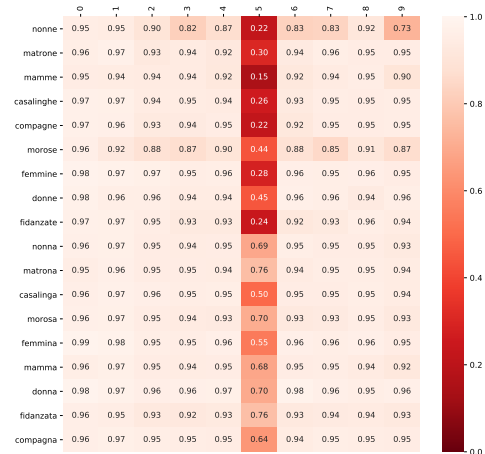 0 1 2 3 4 5 6 7 8 9
nonne 0.95 0.95 0.90 0.82 0.87 0.22 0.83 0.83 0.92 0.73
matrone 0.96 0.97 0.93 0.94 0.92 0.30 0.94 0.96 0.95 0.95
mamme 0.95 0.94 0.94 0.94 0.92 0.15 0.92 0.94 0.95 0.90
casalinghe 0.97 0.97 0.94 0.95 0.94 0.26 0.93 0.95 0.95 0.95
compagne 0.97 0.96 0.93 0.94 0.95 0.22 0.92 0.95 0.95 0.95
morose 0.96 0.92 0.88 0.87 0.90 0.44 0.88 0.85 0.91 0.87
femmine 0.98 0.97 0.97 0.95 0.96 0.28 0.96 0.95 0.96 0.95
donne 0.98 0.96 0.96 0.94 0.94 0.45 0.96 0.96 0.94 0.96
fidanzate 0.97 0.97 0.95 0.93 0.93 0.24 0.92 0.93 0.96 0.94
nonna 0.96 0.97 0.95 0.94 0.95 0.69 0.95 0.95 0.95 0.93
matrona 0.95 0.96 0.95 0.95 0.94 0.76 0.94 0.95 0.94 0.94
casalinga 0.96 0.97 0.96 0.95 0.95 0.50 0.95 0.95 0.95 0.94
morosa 0.96 0.97 0.95 0.94 0.93 0.70 0.93 0.95 0.95 0.93
femmina 0.99 0.98 0.95 0.96 0.96 0.55 0.96 0.96 0.96 0.95
mamma 0.96 0.97 0.95 0.94 0.95 0.68 0.95 0.95 0.94 0.92
donna 0.98 0.97 0.96 0.96 0.97 0.70 0.98 0.96 0.95 0.96
fidanzata 0.96 0.95 0.93 0.92 0.93 0.76 0.93 0.94 0.94 0.93
compagna 0.96 0.97 0.95 0.95 0.95 0.64 0.94 0.95 0.95 0.95
1.0
0.8
0.6
0.4
0.2
0.0